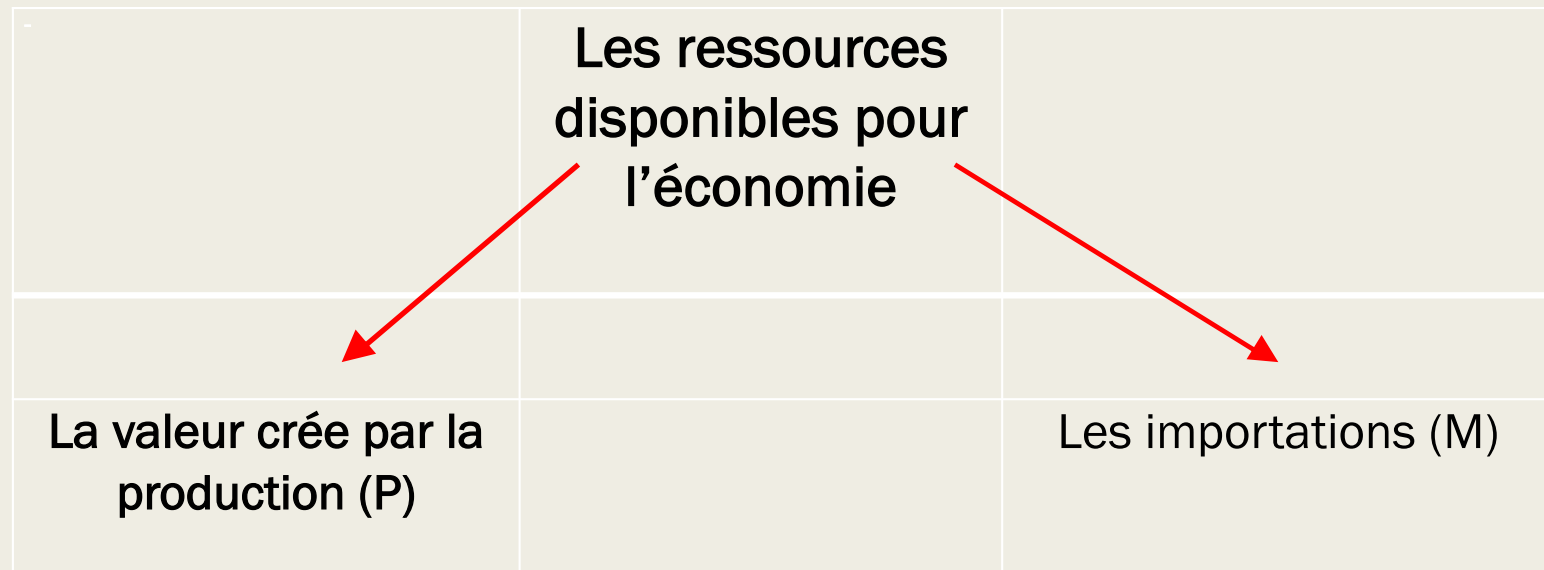 Les ressources
disponibles pour
l’économie
La valeur crée par la
production (P)
Les importations (M)